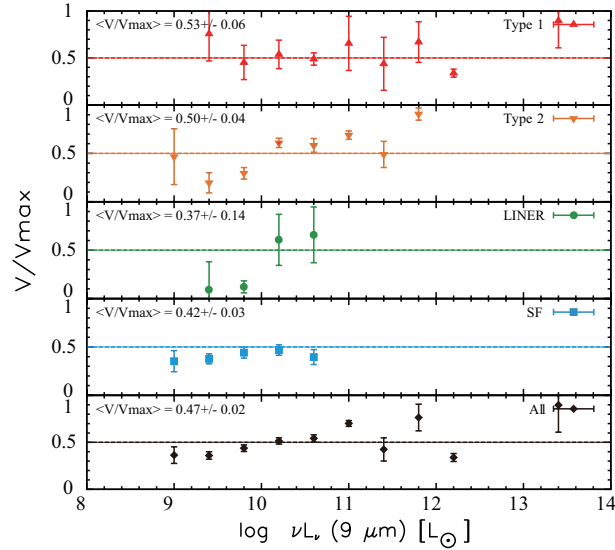 1
<V/Vmax> = 0.53+/- 0.06 Type 1
0.5
0
1
<V/Vmax> = 0.50+/- 0.04 Type 2
0.5
0
1
<V/Vmax> = 0.37+/- 0.14 LINER
0.5
0
1
<V/Vmax> = 0.42+/- 0.03 SF
0.5
0
1
<V/Vmax> = 0.47+/- 0.02 All
0.5
0
V/Vmax
8 9 10 11 12 13 14
log νLν (9 μm) [L⊙]